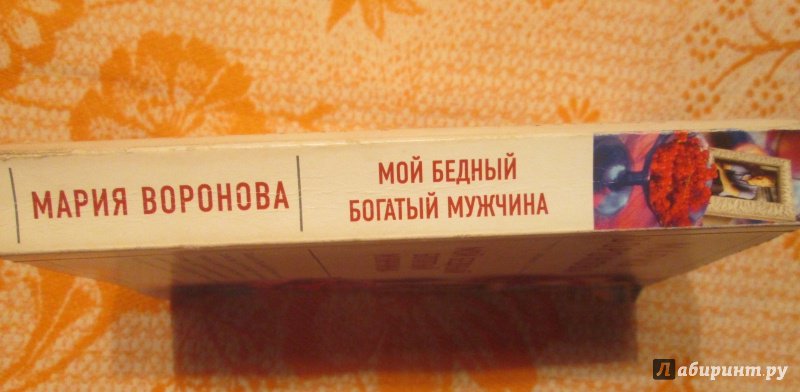 МАРИЯ ВОРОНОВА
МОЙ БЕДНЫЙ
БОГАТЫЙ МУЖЧИНА
Лабиринт.ру